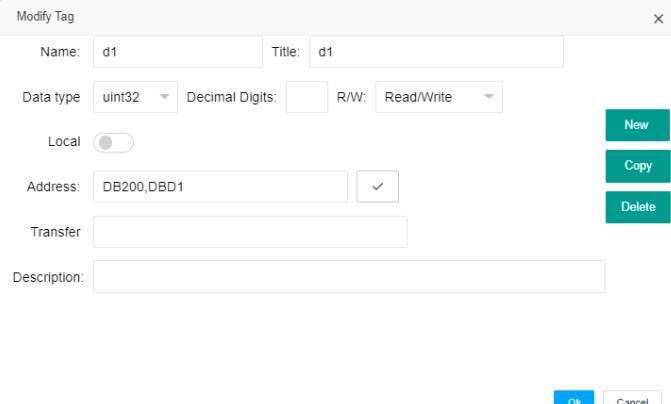 Modify Tag
Name: d1 Title: d1
Data type uint32 Decimal Digits: R/W: Read/Write
New
Local
Copy
Address: DB200,DBD1
Delete
Transfer
Description:
Ok Cancel